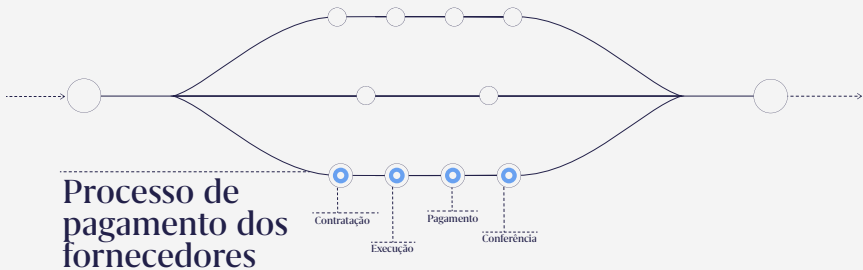 Processo de
pagamento dos
fornecedores
Contratação
Execução
Pagamento
Conferência